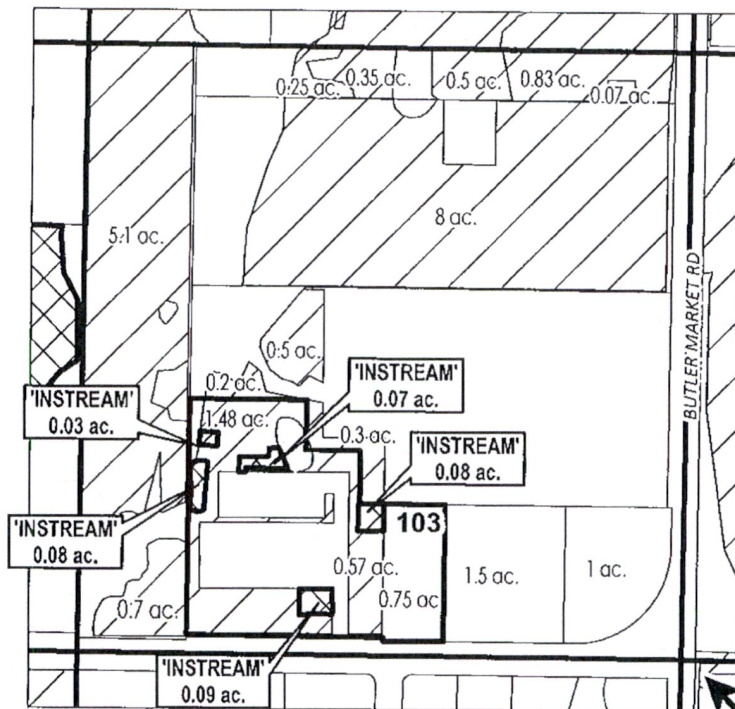 0.25 ac.
0.35 ac.
0.5 ac.
0.83 ac.
0.07 ac.
8 ac.
5.1 ac.
BUTLER MARKET RD
0.5 ac.
0.2 ac.
'INSTREAM'
0.03 ac.
1.48 ac.
'INSTREAM'
0.07 ac.
0.3 ac.
'INSTREAM'
0.08 ac.
103
'INSTREAM'
0.08 ac.
0.57 ac.
0.75 ac
1.5 ac.
1 ac.
0.7 ac.
'INSTREAM'
0.09 ac.